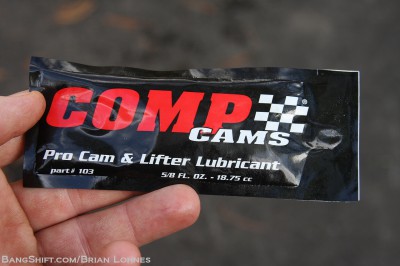 COMP
CAMS®
Pro Cam & Lifter Lubricant
part# 103
5/8 FL. OZ. - 18.75 cc
BangShift.com/Brian Lohnes